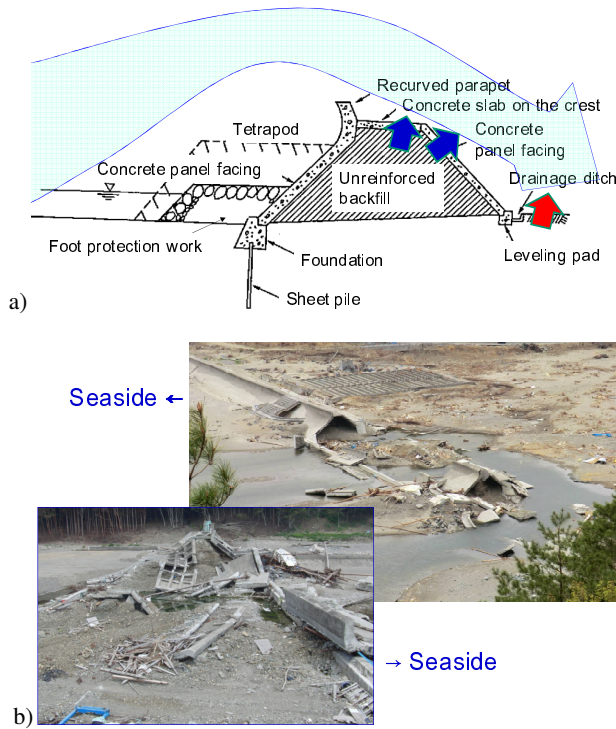 Recurved parapet
Concrete slab on the crest
Tetrapod
Concrete
panel facing
Concrete panel facing
Unreinforced
backfill
Drainage ditch
Foot protection work
Foundation
Leveling pad
Sheet pile
a)
Seaside ←
→ Seaside
b)